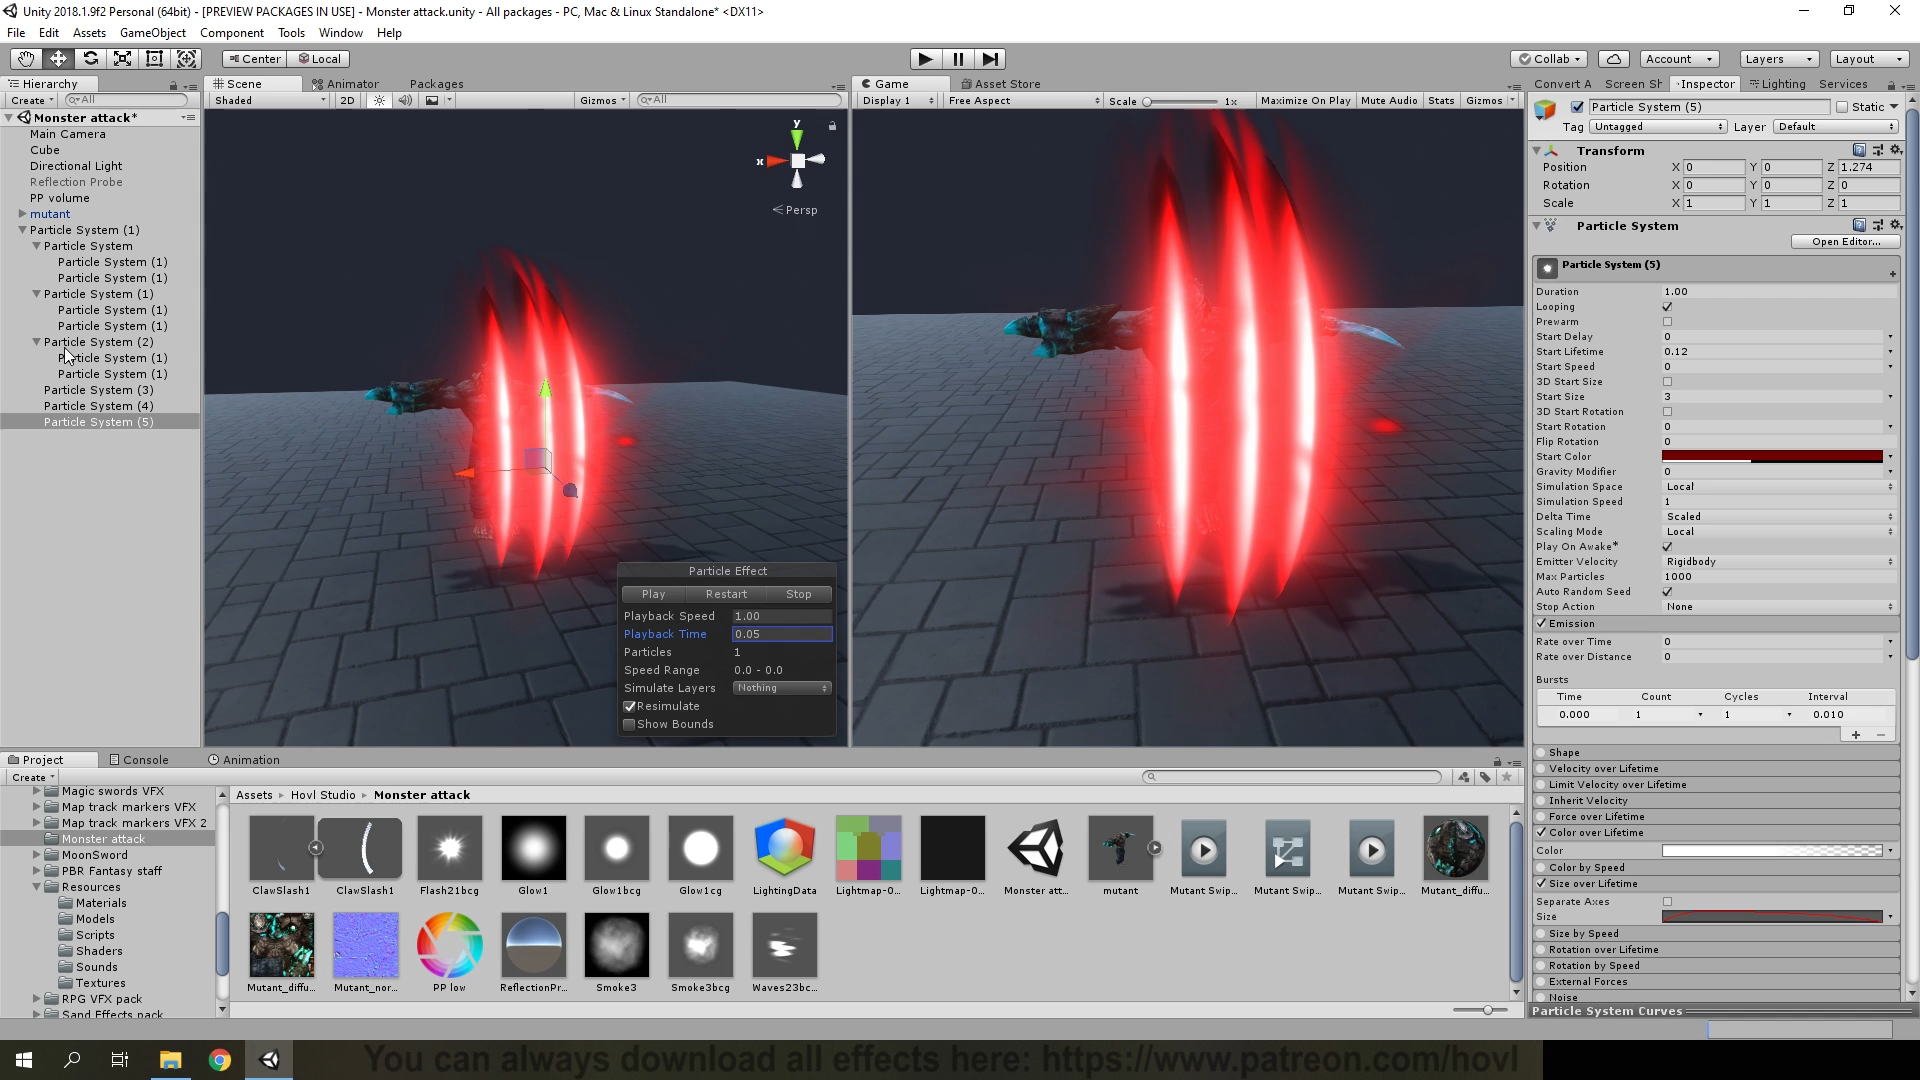 Unity 2018.1.9f2 Personal (64bit) - [PREVIEW PACKAGES IN USE] - Monster attack.unity - All packages - PC, Mac & Linux Standalone* <DX11>
File Edit Assets GameObject Component Tools Window Help
Center Local Collab Account Layers Layout
Hierarchy Scene Animator Packages Game Asset Store Convert A Screen Sh Inspector Lighting Services
Create All Shaded 2D Gizmos All Display 1 Free Aspect Scale 1x Maximize On Play Mute Audio Stats Gizmos
Particle System (5) Static
Tag Untagged Layer Default
Monster attack*
Main Camera
Cube
Directional Light
Reflection Probe
PP volume
mutant
Particle System (1)
Particle System
Particle System (1)
Particle System (1)
Particle System (1)
Particle System (1)
Particle System (1)
Particle System (2)
Particle System (1)
Particle System (1)
Particle System (3)
Particle System (4)
Particle System (5)
y
x
Persp
Particle Effect
Play Restart Stop
Playback Speed 1.00
Playback Time 0.05
Particles 1
Speed Range 0.0 - 0.0
Simulate Layers Nothing
Resimulate
Show Bounds
Transform
Position X 0 Y 0 Z 1.274
Rotation X 0 Y 0 Z 0
Scale X 1 Y 1 Z 1
Particle System
Open Editor...
Particle System (5)
Duration 1.00
Looping
Prewarm
Start Delay 0
Start Lifetime 0.12
Start Speed 0
3D Start Size
Start Size 3
3D Start Rotation
Start Rotation 0
Flip Rotation 0
Start Color
Gravity Modifier 0
Simulation Space Local
Simulation Speed 1
Delta Time Scaled
Scaling Mode Local
Play On Awake*
Emitter Velocity Rigidbody
Max Particles 1000
Auto Random Seed
Stop Action None
Emission
Rate over Time 0
Rate over Distance 0
Bursts
Time Count Cycles Interval
0.000 1 1 0.010
Shape
Velocity over Lifetime
Limit Velocity over Lifetime
Inherit Velocity
Force over Lifetime
Color over Lifetime
Color
Color by Speed
Size over Lifetime
Separate Axes
Size
Size by Speed
Rotation over Lifetime
Rotation by Speed
External Forces
Noise
Particle System Curves
Project Console Animation
Create
Magic swords VFX
Map track markers VFX
Map track markers VFX 2
Monster attack
MoonSword
PBR Fantasy staff
Resources
Materials
Models
Scripts
Shaders
Sounds
Textures
RPG VFX pack
Sand Effects pack
Assets Hovl Studio Monster attack
ClawSlash1 ClawSlash1 Flash21bcg Glow1 Glow1bcg Glow1cg LightingData Lightmap-0... Lightmap-0... Monster att... mutant Mutant Swip... Mutant Swip... Mutant Swip... Mutant_diffu...
Mutant_diffu... Mutant_nor... PP low ReflectionPr... Smoke3 Smoke3bcg Waves23bc...
You can always download all effects here: https://www.patreon.com/hovl